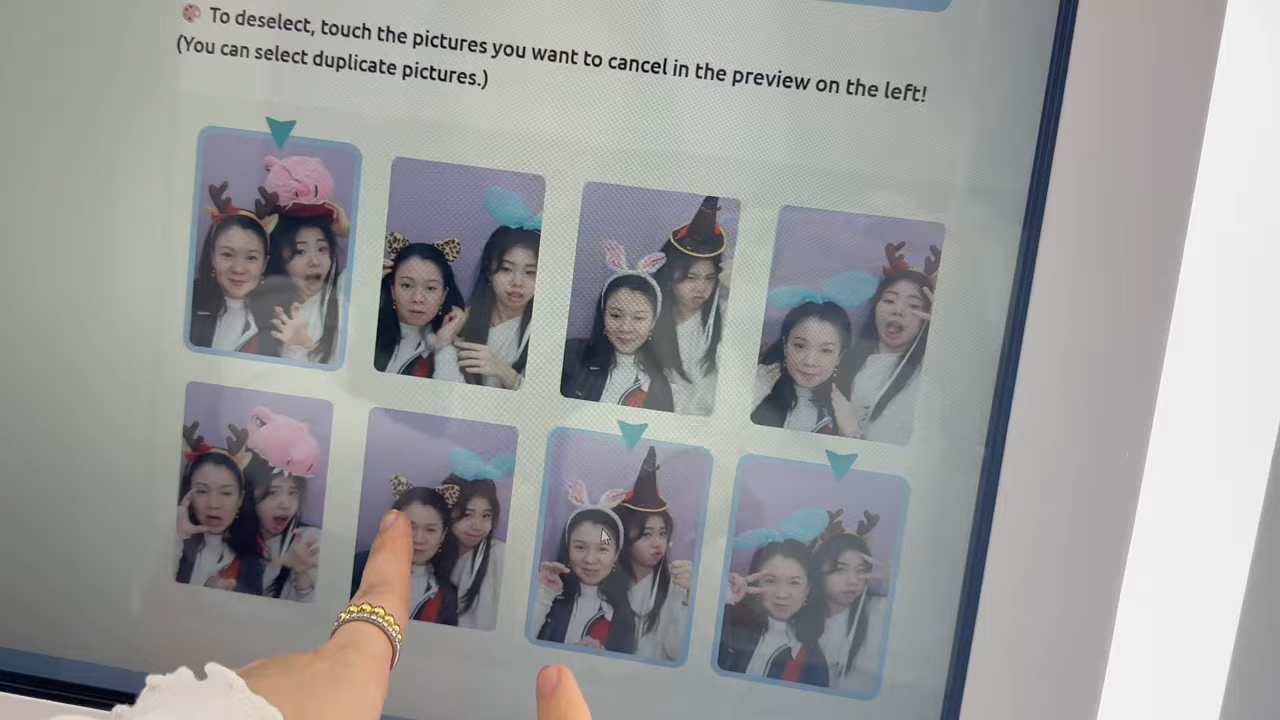 🎨 To deselect, touch the pictures you want to cancel in the preview on the left!
(You can select duplicate pictures.)